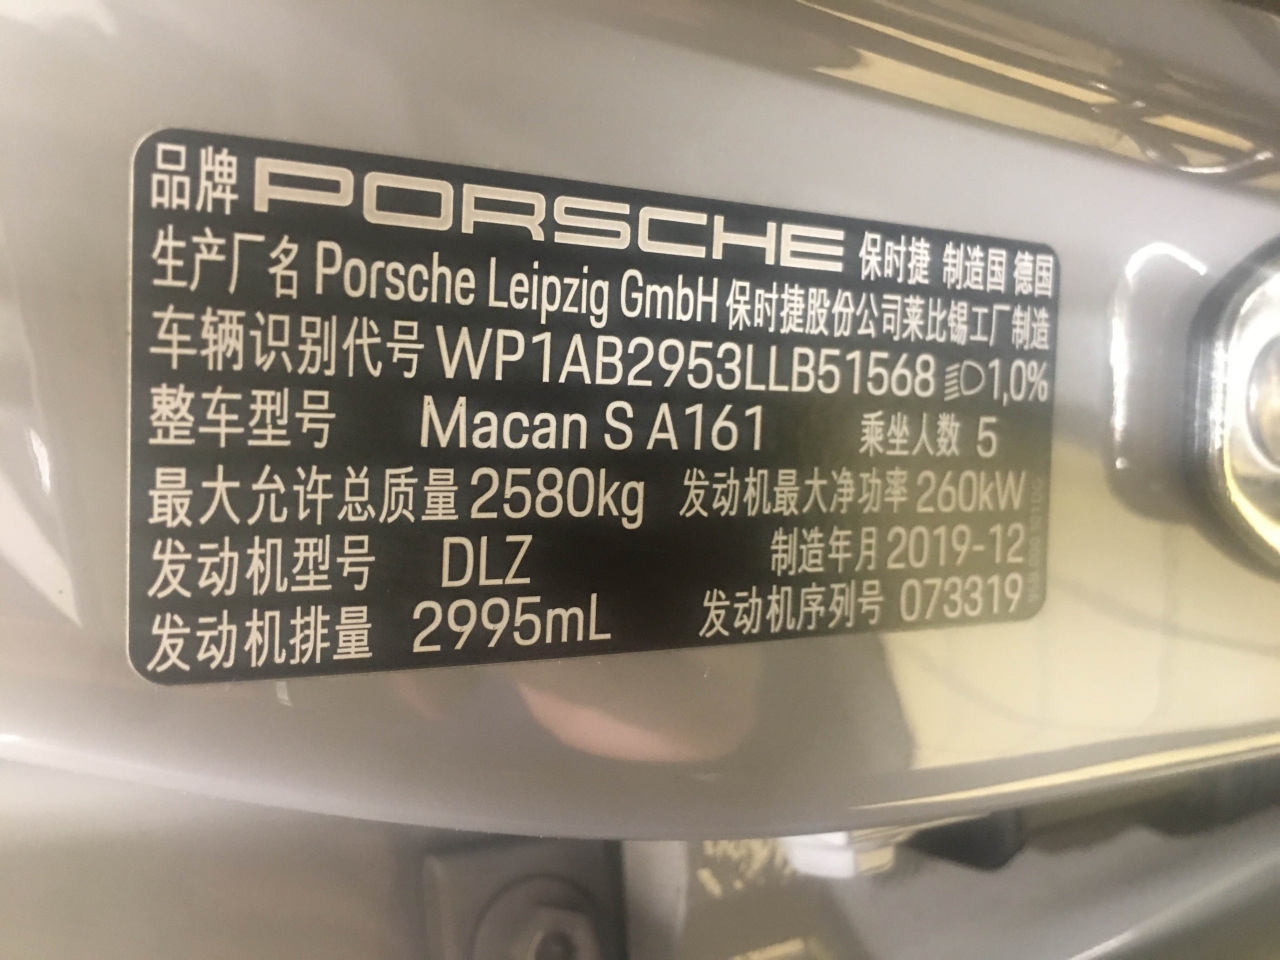 品牌 PORSCHE 保时捷 制造国 德国
生产厂名 Porsche Leipzig GmbH 保时捷股份公司莱比锡工厂制造
车辆识别代号 WP1AB2953LLB51568 1,0%
整车型号 Macan S A161 乘坐人数 5
最大允许总质量 2580kg 发动机最大净功率 260kW
发动机型号 DLZ 制造年月 2019-12
发动机排量 2995mL 发动机序列号 073319